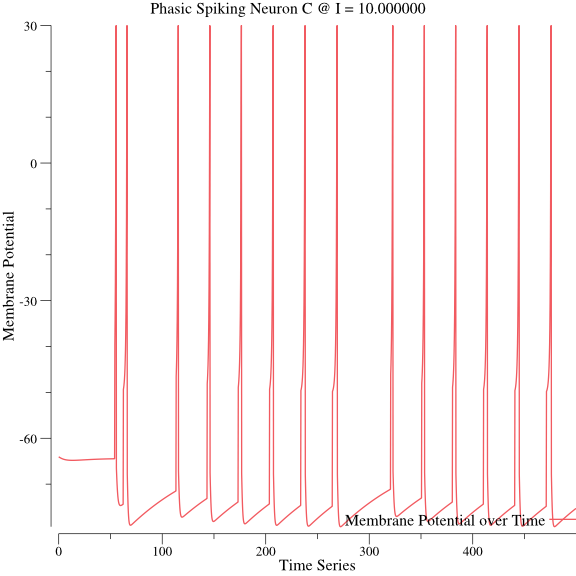 Phasic Spiking Neuron C @ I = 10.000000
30
0
-30
-60
Membrane Potential
Membrane Potential over Time
0
100
200
300
400
Time Series